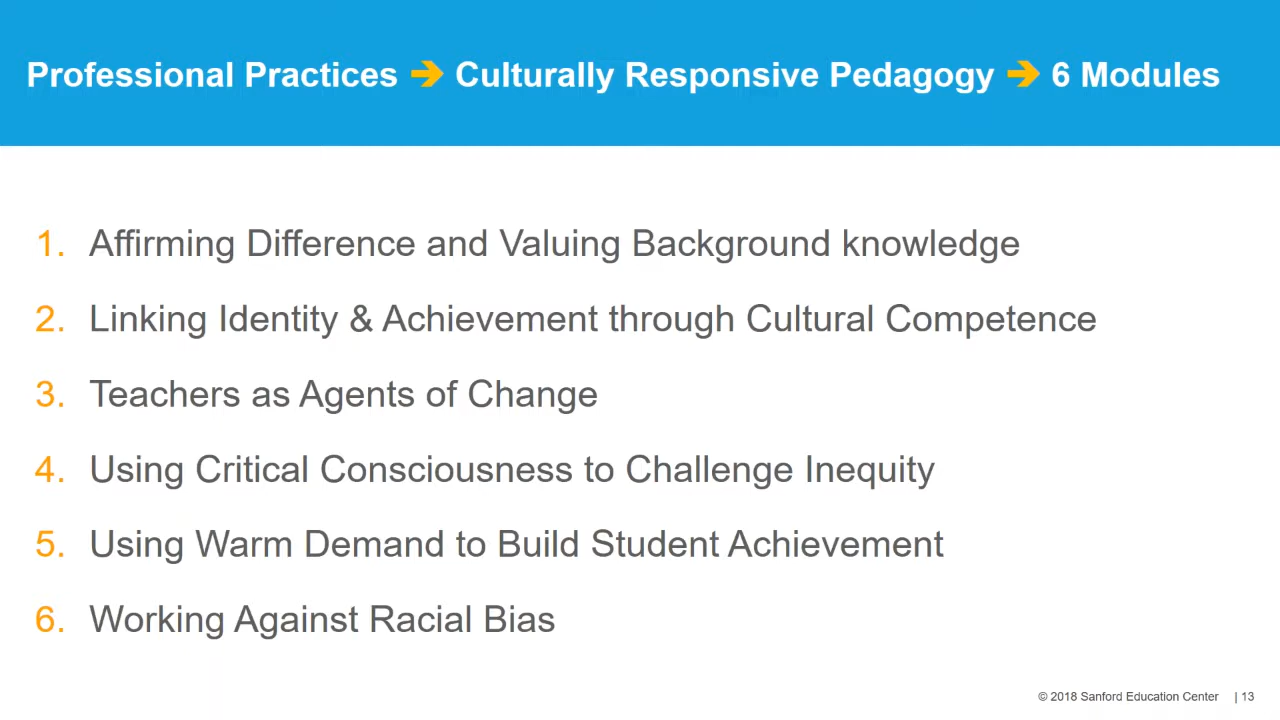 Professional Practices ➔ Culturally Responsive Pedagogy ➔ 6 Modules
1. Affirming Difference and Valuing Background knowledge
2. Linking Identity & Achievement through Cultural Competence
3. Teachers as Agents of Change
4. Using Critical Consciousness to Challenge Inequity
5. Using Warm Demand to Build Student Achievement
6. Working Against Racial Bias
© 2018 Sanford Education Center | 13